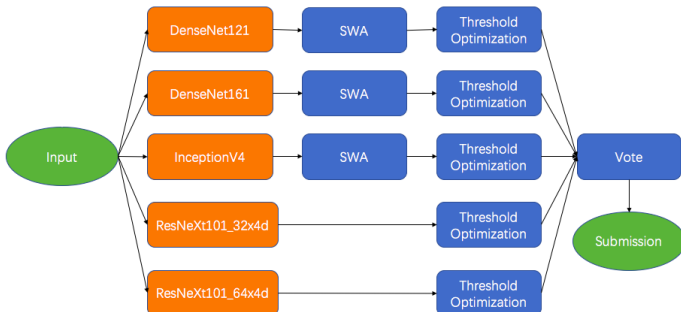 DenseNet121
SWA
Threshold
Optimization
DenseNet161
SWA
Threshold
Optimization
Input
InceptionV4
SWA
Threshold
Optimization
Vote
ResNeXt101_32x4d
Threshold
Optimization
Submission
ResNeXt101_64x4d
Threshold
Optimization